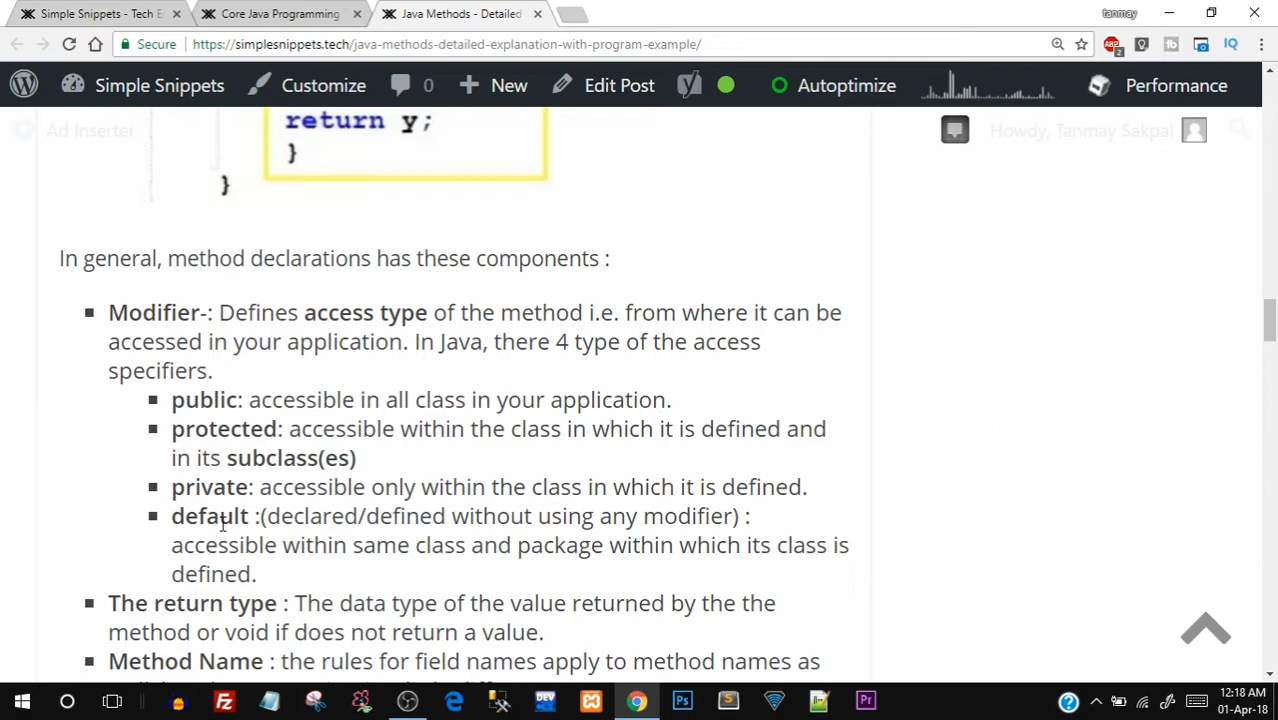 Simple Snippets - Tech E
Core Java Programming
Java Methods - Detailed
tanmay
Secure
https://simplesnippets.tech/java-methods-detailed-explanation-with-program-example/
ABP
2
tb
IQ
Simple Snippets
Customize
0
New
Edit Post
Autoptimize
Performance
Ad Inserter
Howdy, Tanmay Sakpal
return y;
}
}
In general, method declarations has these components :
Modifier-: Defines access type of the method i.e. from where it can be
accessed in your application. In Java, there 4 type of the access
specifiers.
public: accessible in all class in your application.
protected: accessible within the class in which it is defined and
in its subclass(es)
private: accessible only within the class in which it is defined.
default :(declared/defined without using any modifier) :
accessible within same class and package within which its class is
defined.
The return type : The data type of the value returned by the the
method or void if does not return a value.
Method Name : the rules for field names apply to method names as
Fz
DEV
Ps
S
Pr
12:18 AM
01-Apr-18